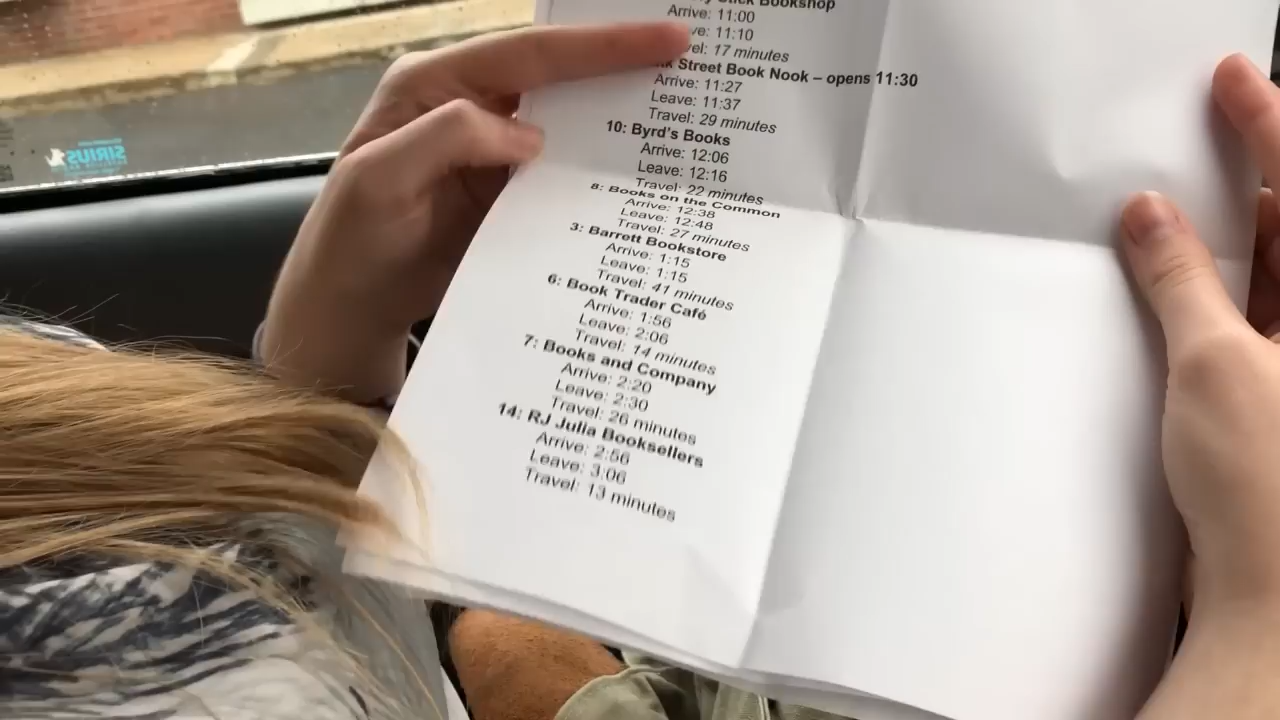 Stick Bookshop
Arrive: 11:00
11:10
17 minutes
Street Book Nook – opens 11:30
Arrive: 11:27
Leave: 11:37
Travel: 29 minutes
10: Byrd's Books
Arrive: 12:06
Leave: 12:16
Travel: 22 minutes
8: Books on the Common
Arrive: 12:38
Leave: 12:48
Travel: 27 minutes
3: Barrett Bookstore
Arrive: 1:15
Leave: 1:15
Travel: 41 minutes
6: Book Trader Café
Arrive: 1:56
Leave: 2:06
Travel: 14 minutes
7: Books and Company
Arrive: 2:20
Leave: 2:30
Travel: 26 minutes
14: RJ Julia Booksellers
Arrive: 2:56
Leave: 3:06
Travel: 13 minutes
SIRIUS